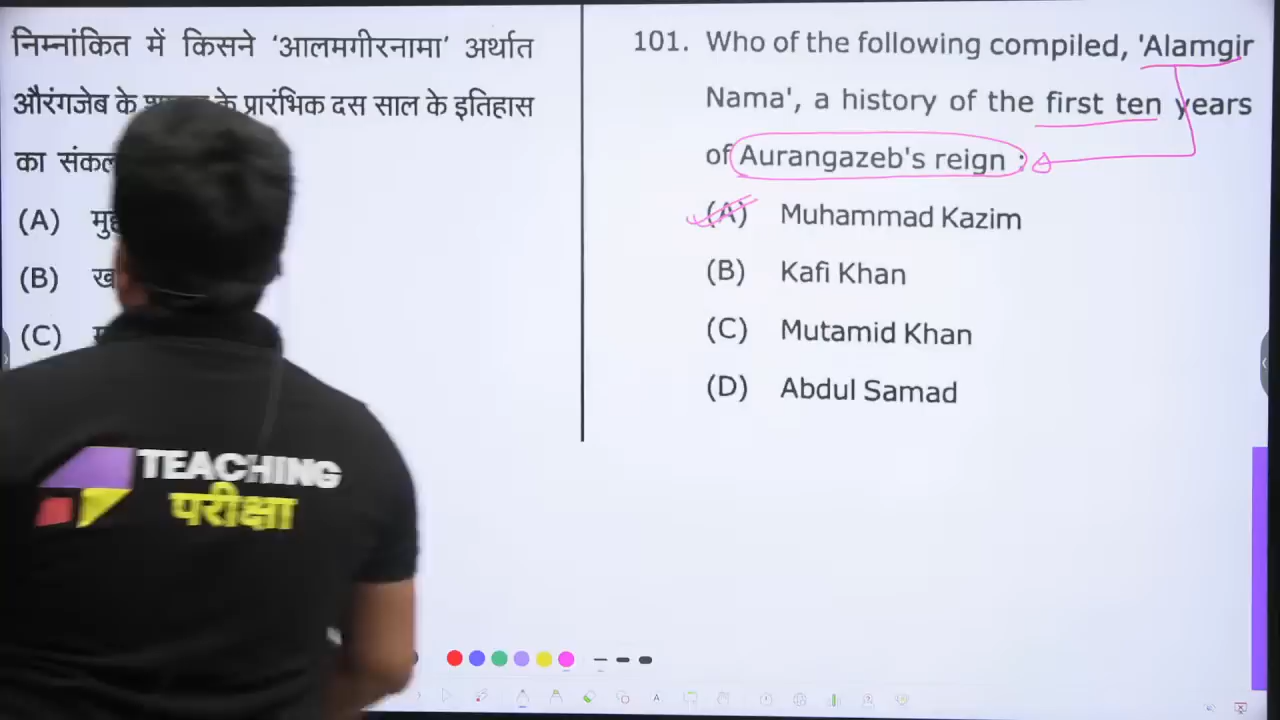 निम्नांकित में किसने ‘आलमगीरनामा’ अर्थात
औरंगजेब के के प्रारंभिक दस साल के इतिहास
का
(A)
(B)
(C)
101. Who of the following compiled, 'Alamgir
Nama', a history of the first ten years
of Aurangazeb's reign :
(A) Muhammad Kazim
(B) Kafi Khan
(C) Mutamid Khan
(D) Abdul Samad
TEACHING
परीक्षा